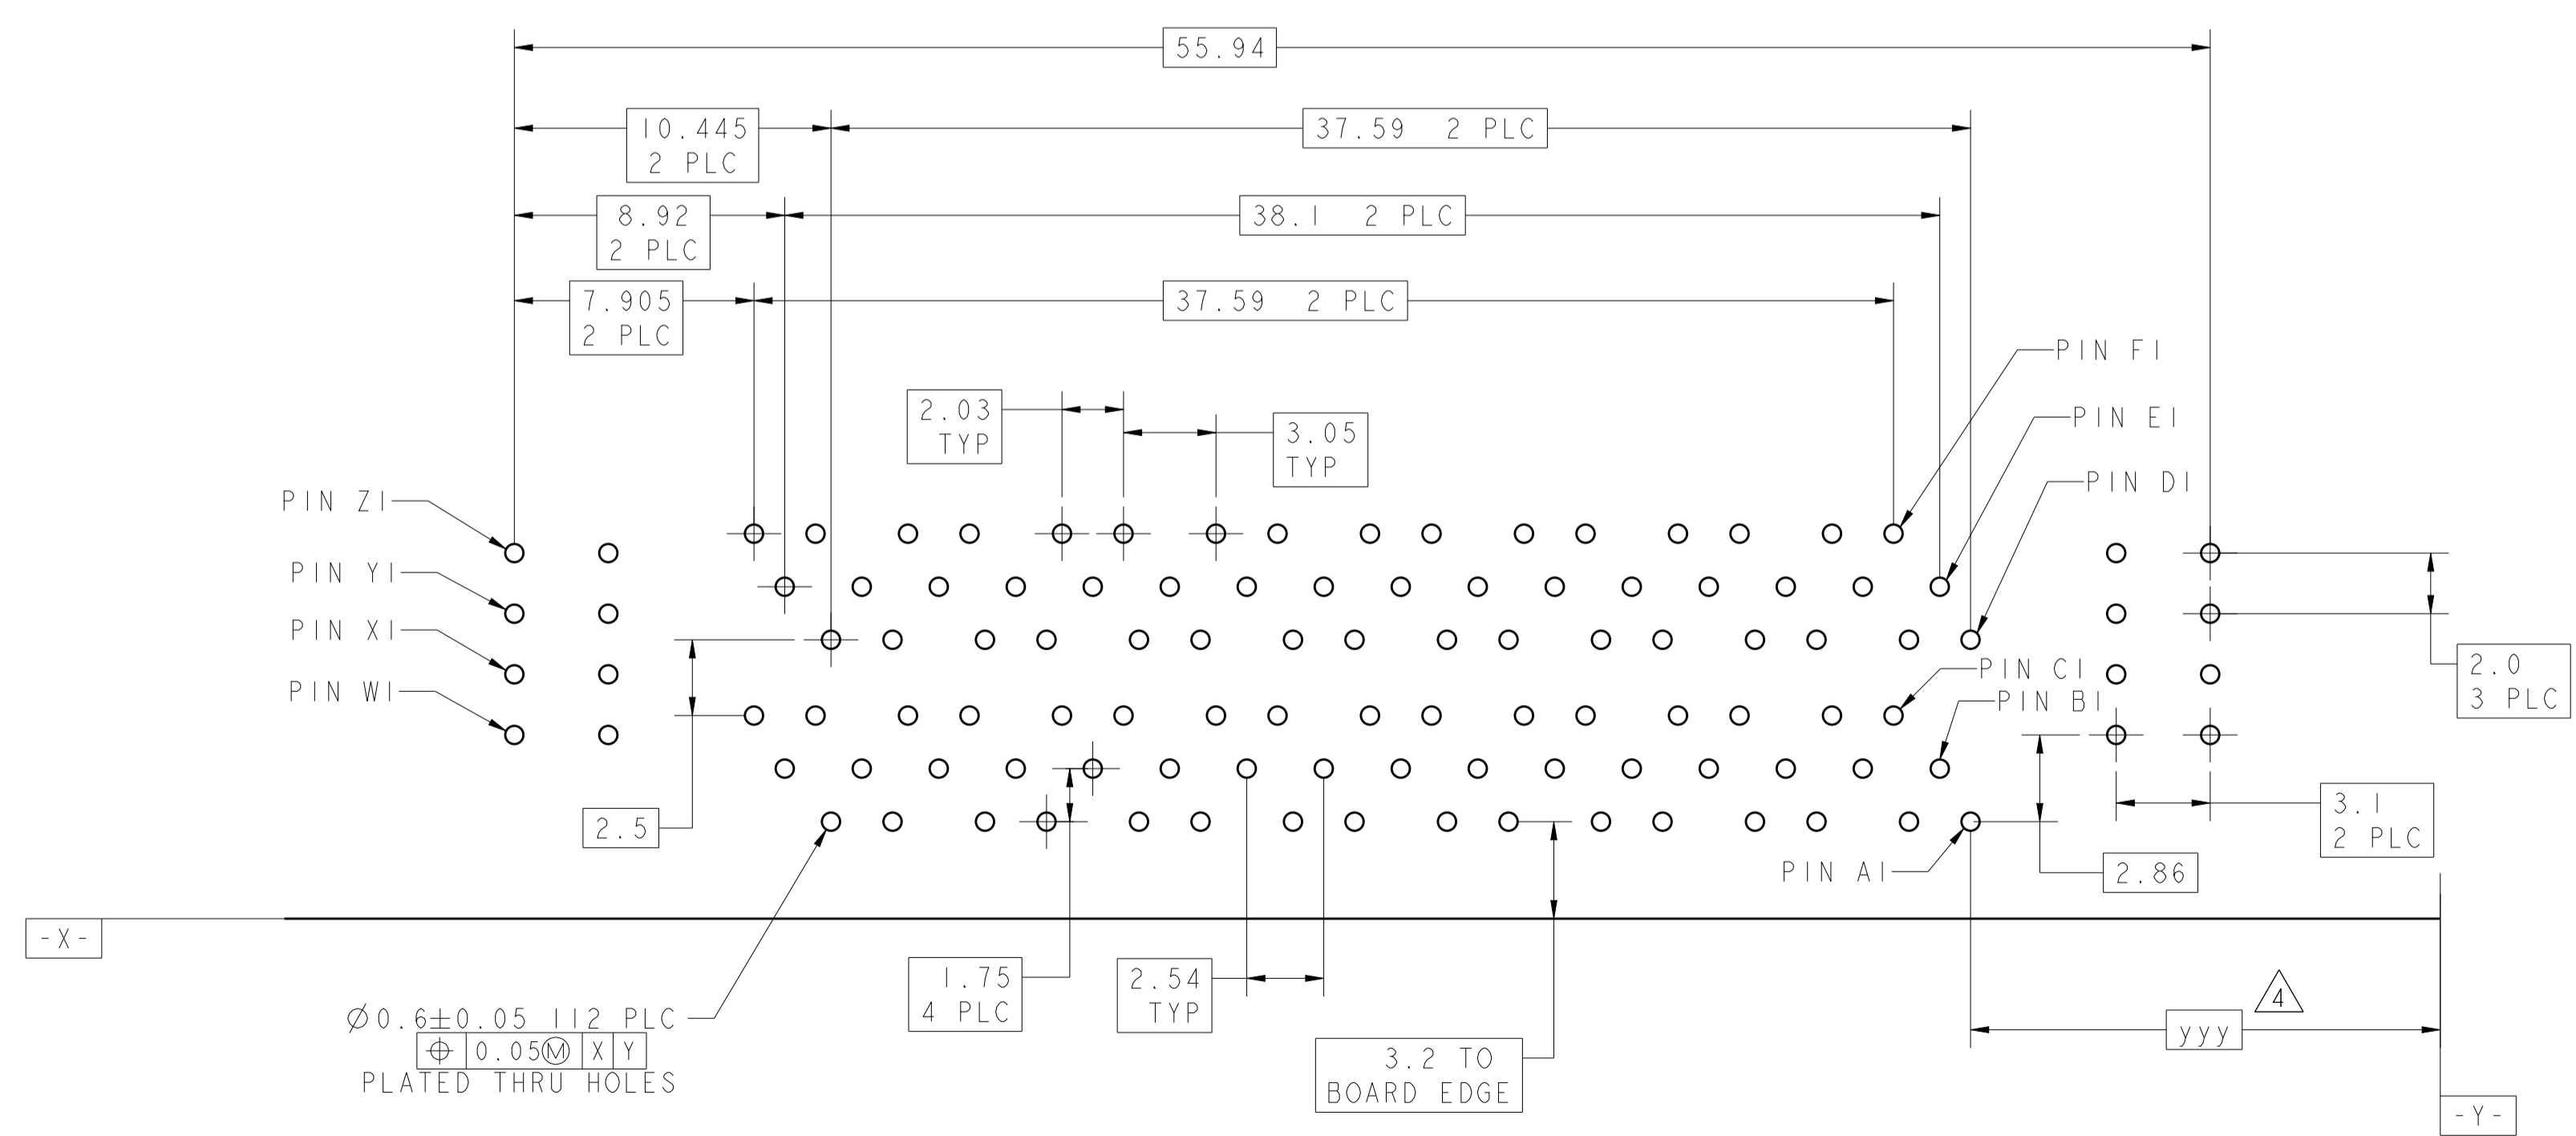 55.94
10.445
2 PLC
37.59 2 PLC
8.92
2 PLC
38.1 2 PLC
7.905
2 PLC
37.59 2 PLC
PIN F1
2.03
TYP
3.05
TYP
PIN E1
PIN D1
PIN Z1
PIN Y1
PIN X1
PIN W1
PIN C1
PIN B1
2.0
3 PLC
2.5
3.1
2 PLC
PIN A1
2.86
-X-
1.75
4 PLC
2.54
TYP
4
yyy
Ø0.6±0.05 112 PLC
⌖ 0.05Ⓜ X Y
PLATED THRU HOLES
3.2 TO
BOARD EDGE
-Y-